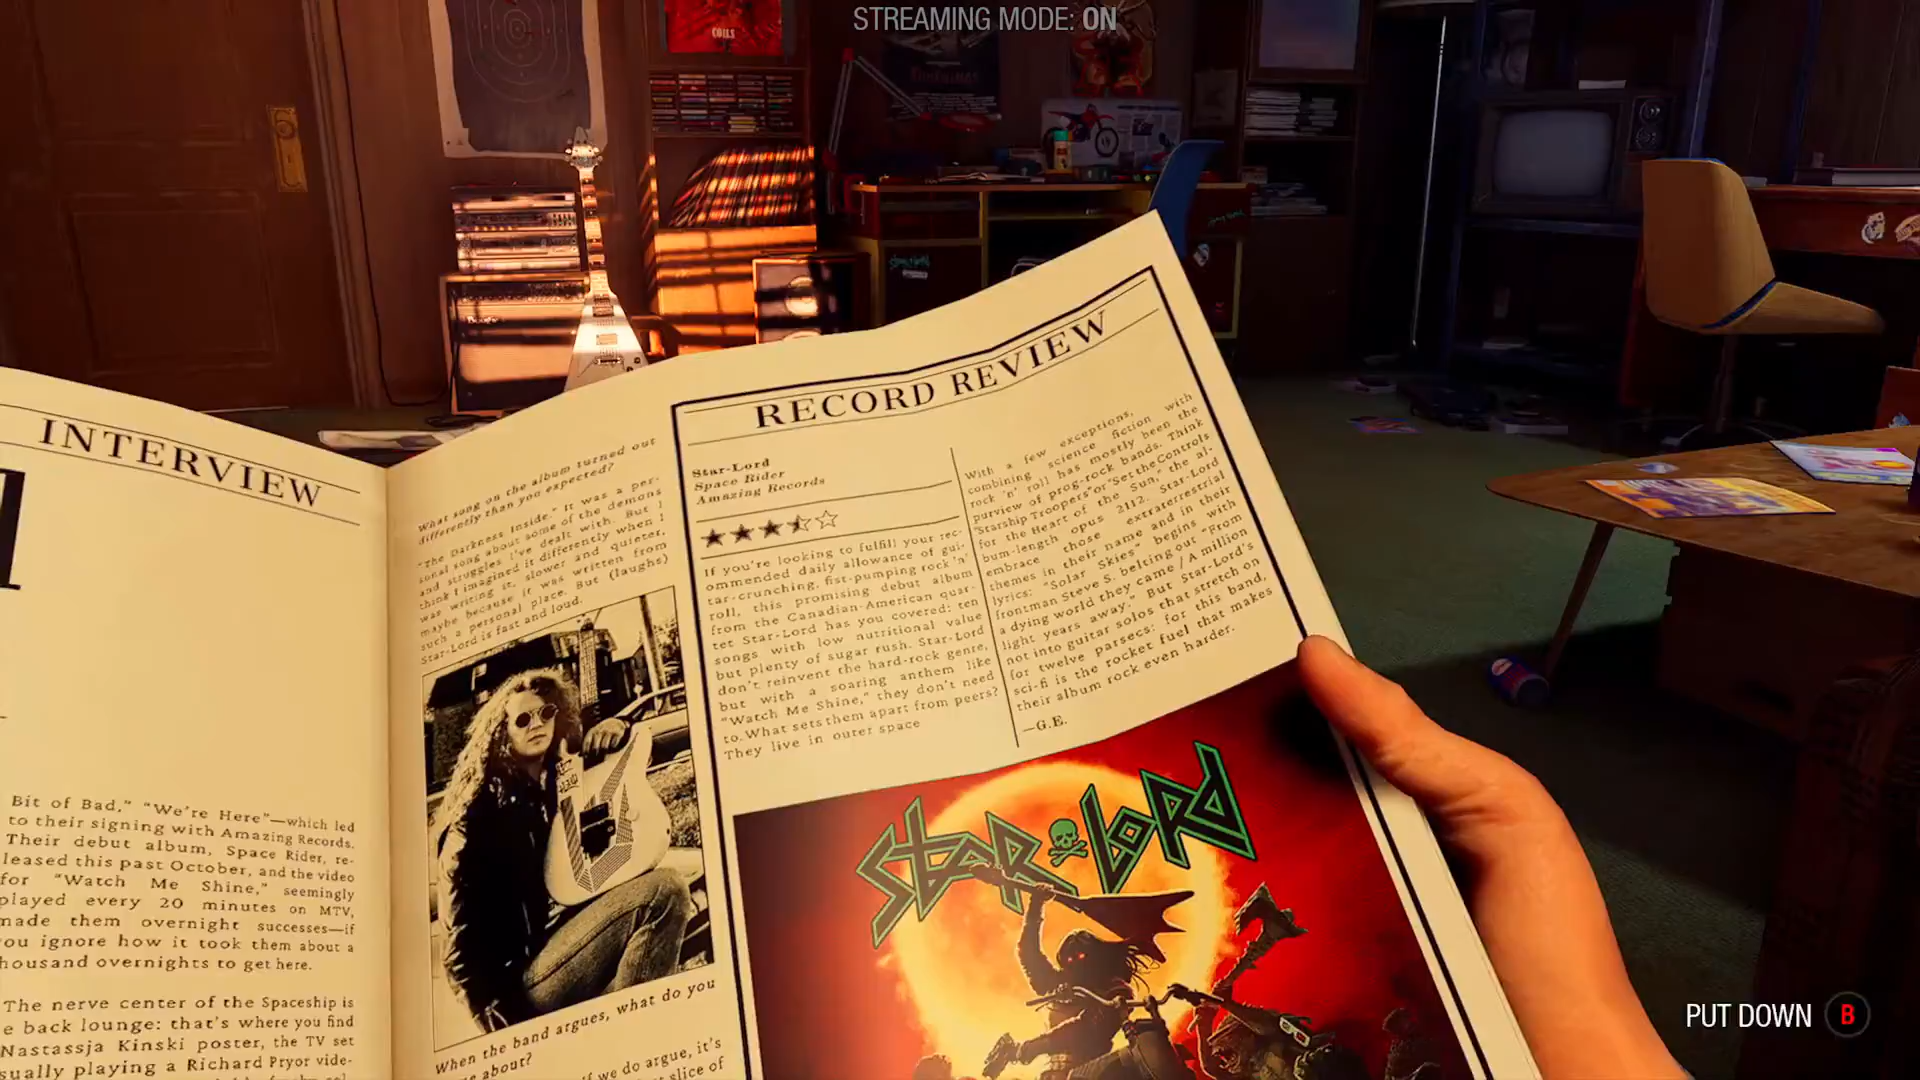 STREAMING MODE: ON
COILS
INTERVIEW
Bit of Bad," "We're Here"—which led
to their signing with Amazing Records.
Their debut album, Space Rider, re-
leased this past October, and the video
for "Watch Me Shine," seemingly
played every 20 minutes on MTV,
made them overnight successes—if
you ignore how it took them about a
thousand overnights to get here.
The nerve center of the Spaceship is
e back lounge: that's where you find
Nastassja Kinski poster, the TV set
sually playing a Richard Pryor vide-
What song on the album turned out
differently than you expected?
"The Darkness Inside." It was a per-
sonal song about some of the demons
and struggles I've dealt with. But I
think I imagined it differently when I
was writing it, slower and quieter,
maybe because it was written from
such a personal place. But (laughs)
Star-Lord is fast and loud.
When the band argues, what do you
about?
if we do argue, it's
slice of
RECORD REVIEW
Star-Lord
Space Rider
Amazing Records
If you're looking to fulfill your rec-
ommended daily allowance of gui-
tar-crunching, fist-pumping rock 'n'
roll, this promising debut album
from the Canadian-American quar-
tet Star-Lord has you covered: ten
songs with low nutritional value
but plenty of sugar rush. Star-Lord
don't reinvent the hard-rock genre,
but with a soaring anthem like
"Watch Me Shine," they don't need
to. What sets them apart from peers?
They live in outer space
With a few exceptions,
combining science fiction with
rock 'n' roll has mostly been the
purview of prog-rock bands. Think
"Starship Troopers" or "Set the Controls
for the Heart of the Sun," the al-
bum-length opus 2112. Star-Lord
embrace those extraterrestrial
themes in their name and in their
lyrics: "Solar Skies" begins with
frontman Steve S. belting out "From
a dying world they came / A million
light years away." But Star-Lord's
not into guitar solos that stretch on
for twelve parsecs: for this band,
sci-fi is the rocket fuel that makes
their album rock even harder.
—G.E.
STAR LORD
PUT DOWN B